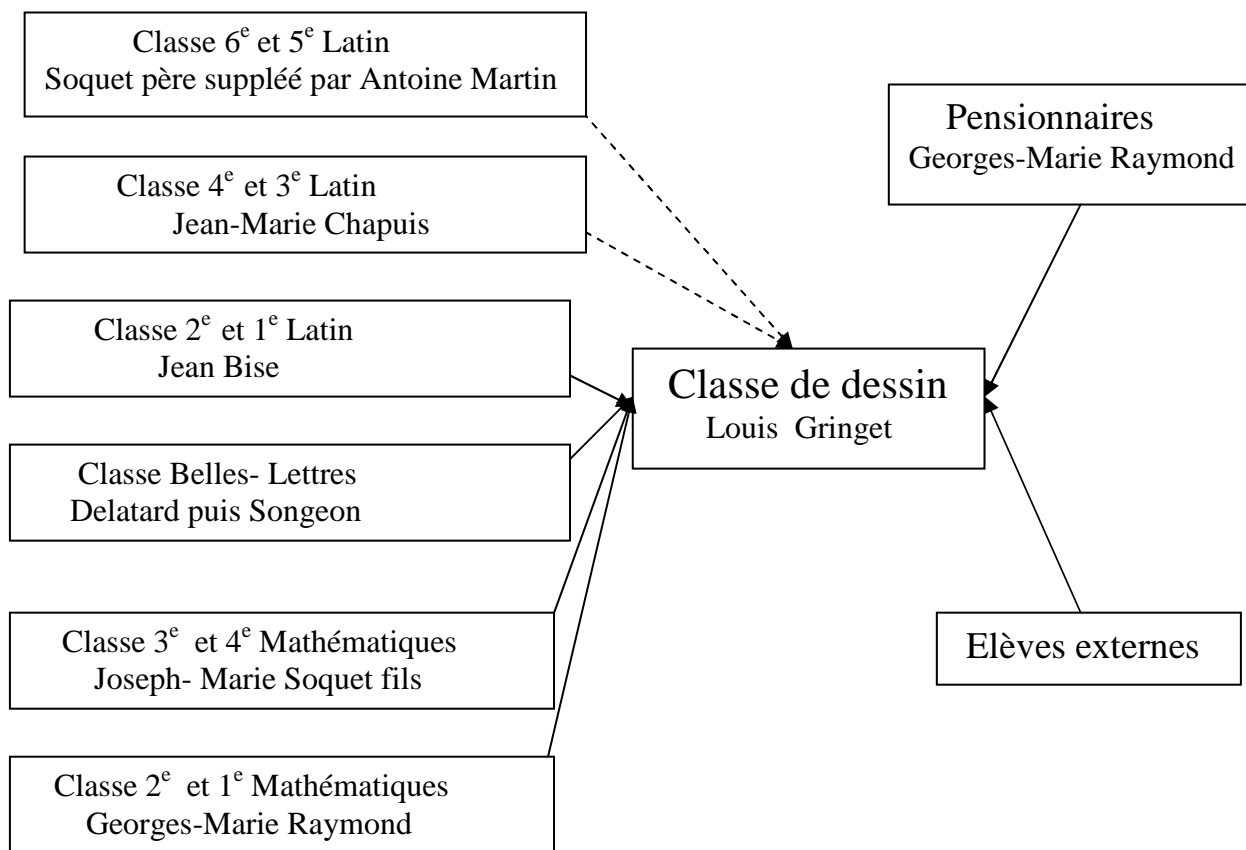 Classe 6e et 5e Latin
Soquet père suppléé par Antoine Martin
Classe 4e et 3e Latin
Jean-Marie Chapuis
Classe 2e et 1e Latin
Jean Bise
Classe Belles- Lettres
Delatard puis Songeon
Classe 3e et 4e Mathématiques
Joseph- Marie Soquet fils
Classe 2e et 1e Mathématiques
Georges-Marie Raymond
Classe de dessin
Louis Gringet
Pensionnaires
Georges-Marie Raymond
Elèves externes